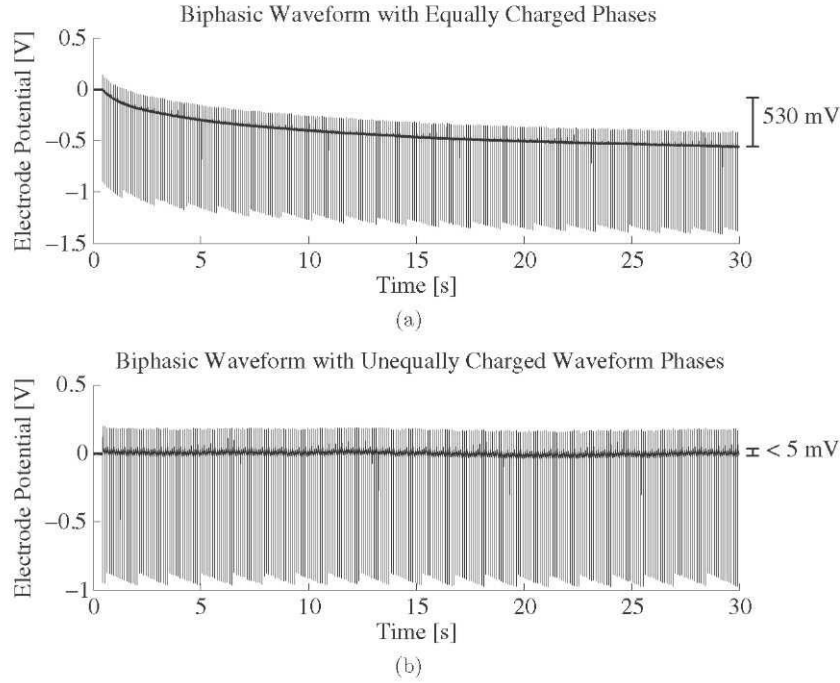 Biphasic Waveform with Equally Charged Phases
Electrode Potential [V]
0.5
0
−0.5
−1
−1.5
530 mV
0 5 10 15 20 25 30
Time [s]
(a)
Biphasic Waveform with Unequally Charged Waveform Phases
Electrode Potential [V]
0.5
0
−0.5
−1
< 5 mV
0 5 10 15 20 25 30
Time [s]
(b)